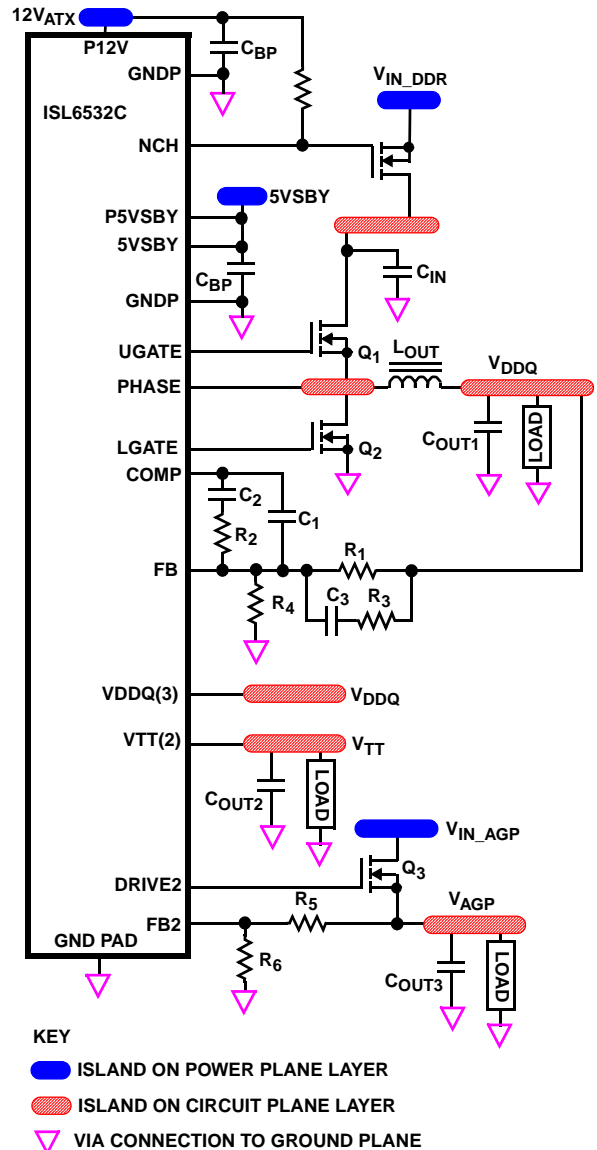 12VATX
P12V
CBP
GNDP
VIN_DDR
ISL6532C
NCH
5VSBY
P5VSBY
5VSBY
CBP
CIN
GNDP
Q1
LOUT
VDDQ
UGATE
PHASE
COUT1
LOAD
LGATE
Q2
COMP
C2
C1
R2
R1
FB
C3
R3
R4
VDDQ(3)
VDDQ
VTT(2)
VTT
COUT2
LOAD
VIN_AGP
Q3
DRIVE2
VAGP
R5
FB2
GND PAD
R6
COUT3
LOAD
KEY
ISLAND ON POWER PLANE LAYER
ISLAND ON CIRCUIT PLANE LAYER
VIA CONNECTION TO GROUND PLANE